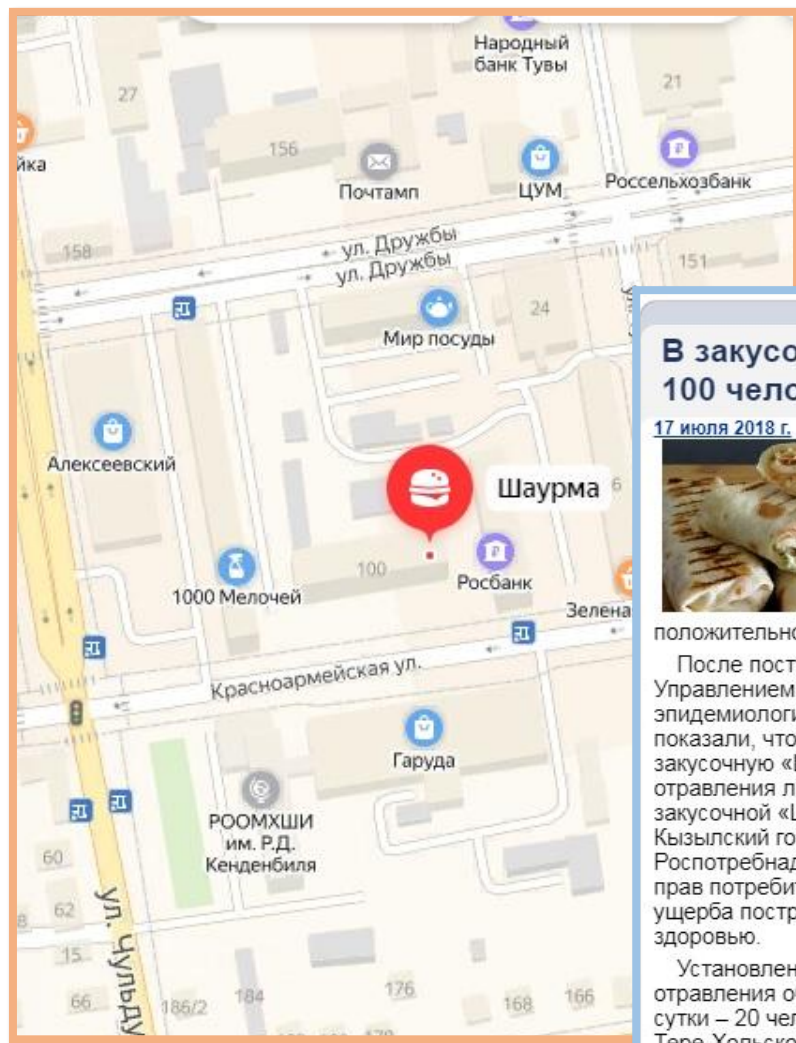 Народный
банк Тувы
27
21
йка
156
Почтамп
ЦУМ
Россельхозбанк
158
ул. Дружбы
ул. Дружбы
151
Мир посуды
24
Алексеевский
Шаурма
6
100
1000 Мелочей
Росбанк
Зелена
Красноармейская ул.
Гаруда
РООМХШИ
им. Р.Д.
Кенденбиля
60
62
15
66
ул. Чульду
186/2
184
176
168
166
В закусо
100 чело
17 июля 2018 г.
положительно
После пост
Управлением
эпидемиологи
показали, что
закусочную «
отравления л
закусочной «
Кызылский го
Роспотребнад
прав потребит
ущерба постр
здоровью.
Установлен
отравления о
сутки – 20 чел
Тере-Хольско